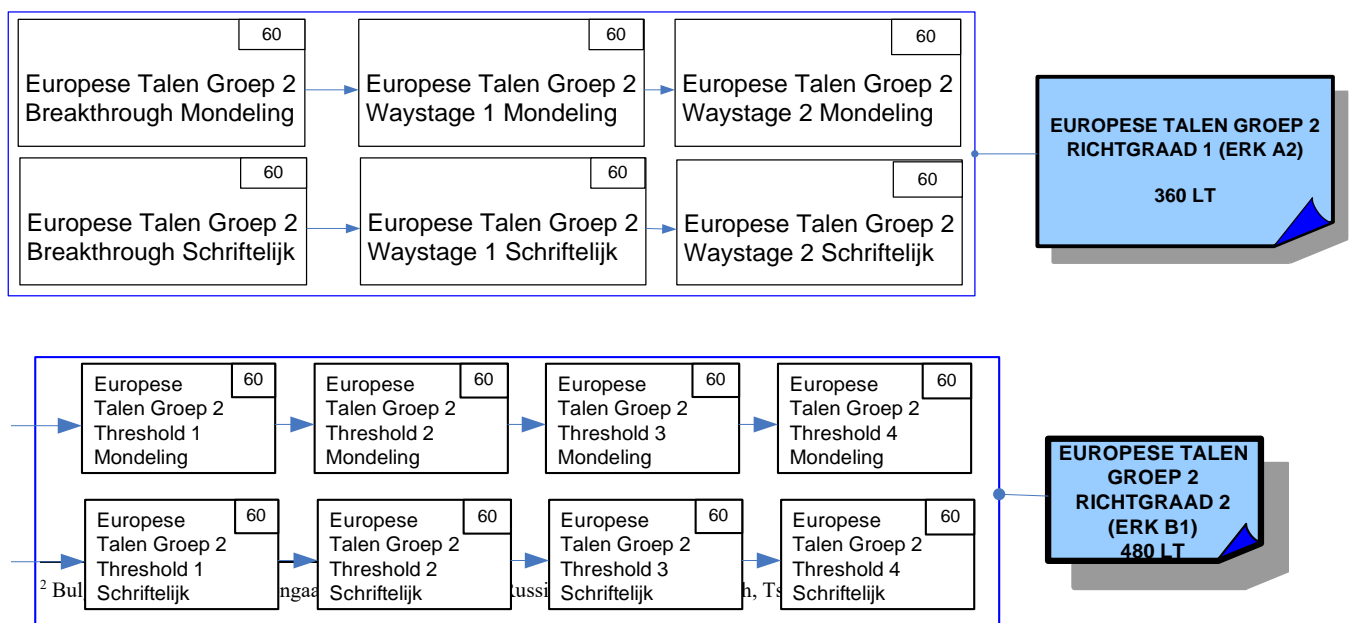 60
Europese Talen Groep 2
Breakthrough Mondeling
60
Europese Talen Groep 2
Waystage 1 Mondeling
60
Europese Talen Groep 2
Waystage 2 Mondeling
60
Europese Talen Groep 2
Breakthrough Schriftelijk
60
Europese Talen Groep 2
Waystage 1 Schriftelijk
60
Europese Talen Groep 2
Waystage 2 Schriftelijk
EUROPESE TALEN GROEP 2
RICHTGRAAD 1 (ERK A2)
360 LT
60
Europese
Talen Groep 2
Threshold 1
Mondeling
60
Europese
Talen Groep 2
Threshold 2
Mondeling
60
Europese
Talen Groep 2
Threshold 3
Mondeling
60
Europese
Talen Groep 2
Threshold 4
Mondeling
60
Europese
Talen Groep 2
Threshold 1
Schriftelijk
60
Europese
Talen Groep 2
Threshold 2
Schriftelijk
60
Europese
Talen Groep 2
Threshold 3
Schriftelijk
60
Europese
Talen Groep 2
Threshold 4
Schriftelijk
EUROPESE TALEN
GROEP 2
RICHTGRAAD 2
(ERK B1)
480 LT
2